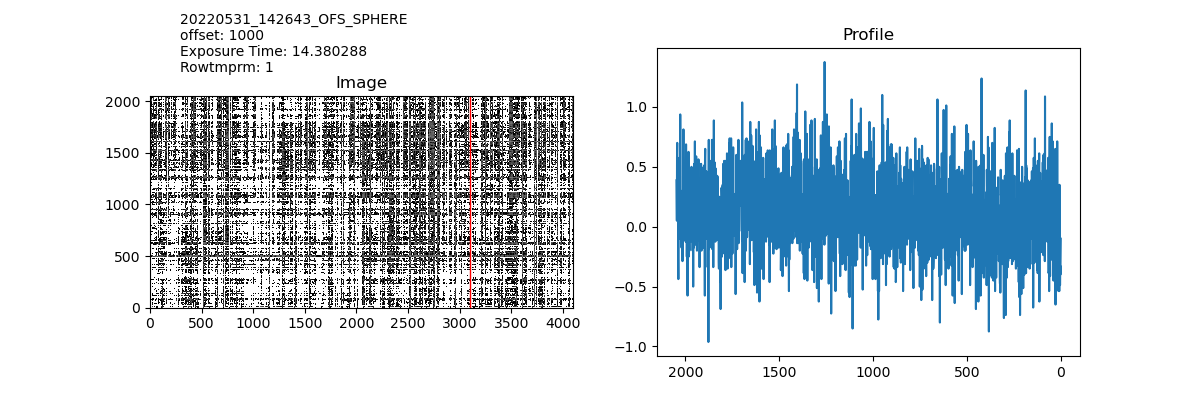 20220531_142643_OFS_SPHERE
offset: 1000
Exposure Time: 14.380288
Rowtmprm: 1
Image
2000
1500
1000
500
0
0 500 1000 1500 2000 2500 3000 3500 4000
Profile
1.0
0.5
0.0
−0.5
−1.0
2000 1500 1000 500 0